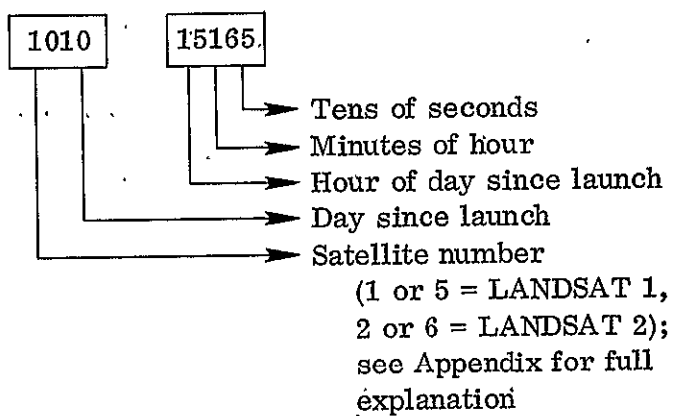 1010 15165
Tens of seconds
Minutes of hour
Hour of day since launch
Day since launch
Satellite number
(1 or 5 = LANDSAT 1,
2 or 6 = LANDSAT 2);
see Appendix for full
explanation